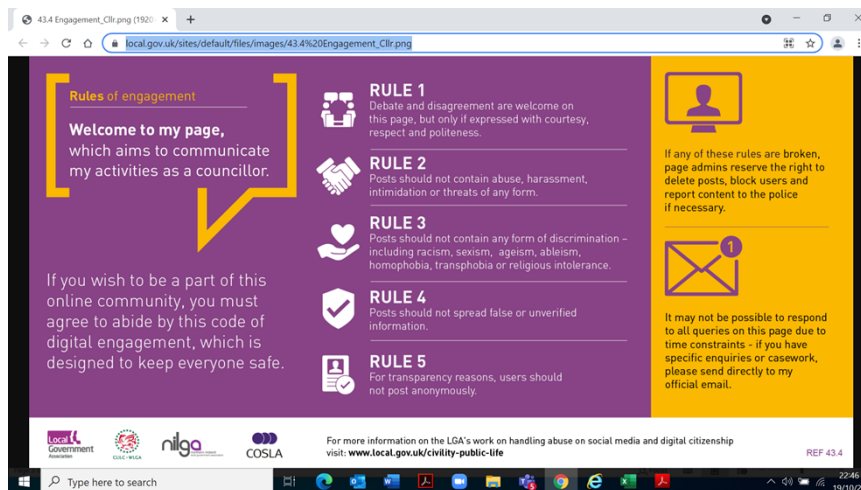 43.4 Engagement_Cllr.png (1920
local.gov.uk/sites/default/files/images/43.4%20Engagement_Cllr.png
Rules of engagement
Welcome to my page,
which aims to communicate
my activities as a councillor.
If you wish to be a part of this
online community, you must
agree to abide by this code of
digital engagement, which is
designed to keep everyone safe.
RULE 1
Debate and disagreement are welcome on
this page, but only if expressed with courtesy,
respect and politeness.
RULE 2
Posts should not contain abuse, harassment,
intimidation or threats of any form.
RULE 3
Posts should not contain any form of discrimination –
including racism, sexism, ageism, ableism,
homophobia, transphobia or religious intolerance.
RULE 4
Posts should not spread false or unverified
information.
RULE 5
For transparency reasons, users should
not post anonymously.
If any of these rules are broken,
page admins reserve the right to
delete posts, block users and
report content to the police
if necessary.
1
It may not be possible to respond
to all queries on this page due to
time constraints - if you have
specific enquiries or casework,
please send directly to my
official email.
Local
Government
Association
CLILC • WLGA
nilga
COSLA
For more information on the LGA's work on handling abuse on social media and digital citizenship
visit: www.local.gov.uk/civility-public-life
REF 43.4
Type here to search
22:46
19/10/2